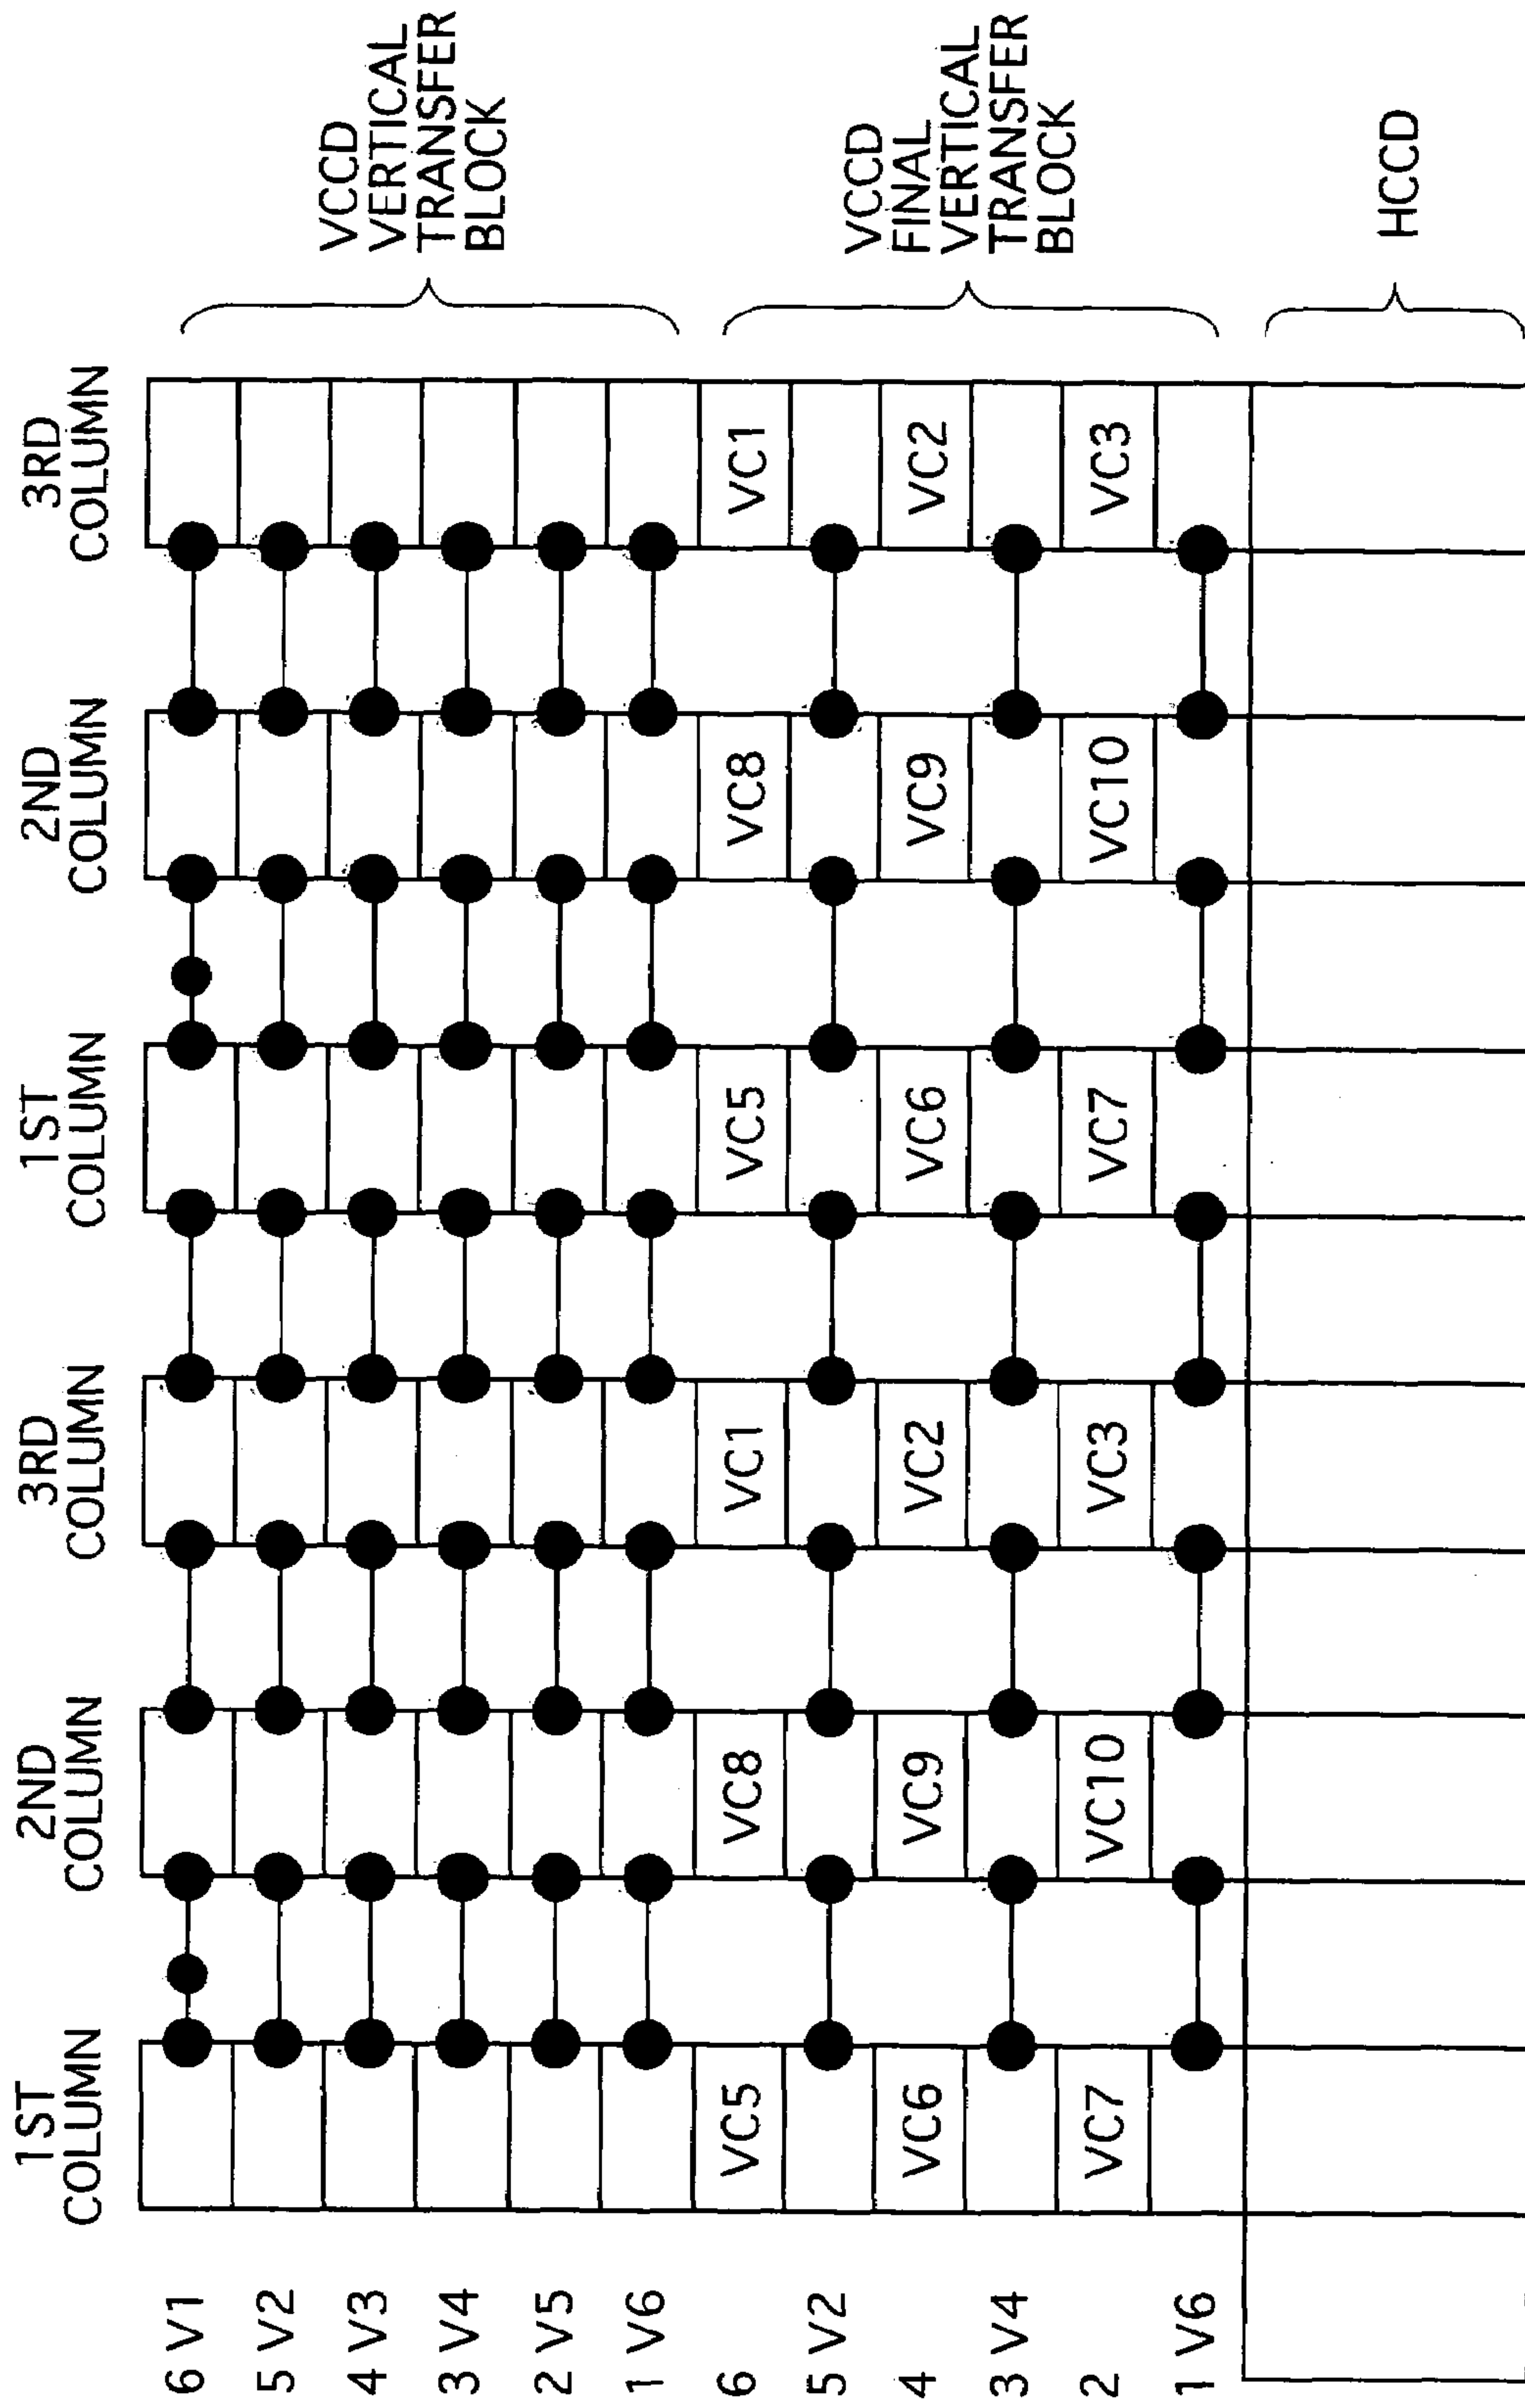 1ST
COLUMN
2ND
COLUMN
3RD
COLUMN
1ST
COLUMN
2ND
COLUMN
3RD
COLUMN
6 V1
5 V2
4 V3
3 V4
2 V5
1 V6
VCCD
VERTICAL
TRANSFER
BLOCK
6 VC5 VC8 VC1 VC5 VC8 VC1
5 V2
4 VC6 VC9 VC2 VC6 VC9 VC2
3 V4
2 VC7 VC10 VC3 VC7 VC10 VC3
1 V6
VCCD
FINAL
VERTICAL
TRANSFER
BLOCK
HCCD